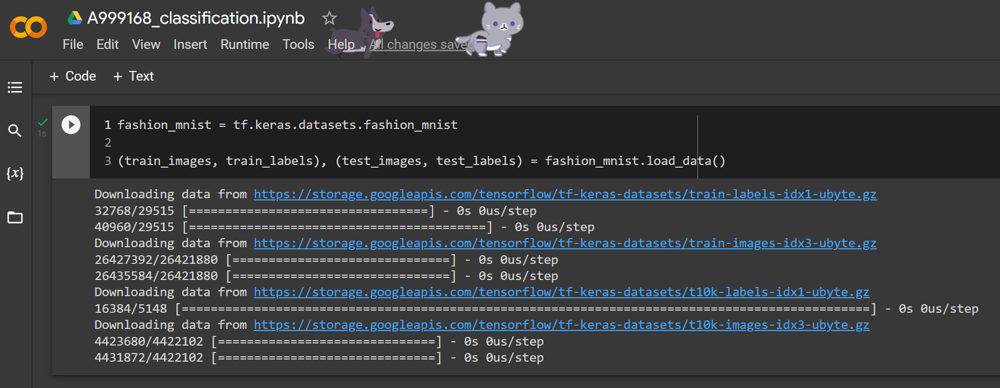 A999168_classification.ipynb
File Edit View Insert Runtime Tools Help All changes saved
+ Code + Text
{x}
1s
1 fashion_mnist = tf.keras.datasets.fashion_mnist
2
3 (train_images, train_labels), (test_images, test_labels) = fashion_mnist.load_data()
Downloading data from https://storage.googleapis.com/tensorflow/tf-keras-datasets/train-labels-idx1-ubyte.gz
32768/29515 [=================================] - 0s 0us/step
40960/29515 [=========================================] - 0s 0us/step
Downloading data from https://storage.googleapis.com/tensorflow/tf-keras-datasets/train-images-idx3-ubyte.gz
26427392/26421880 [==============================] - 0s 0us/step
26435584/26421880 [==============================] - 0s 0us/step
Downloading data from https://storage.googleapis.com/tensorflow/tf-keras-datasets/t10k-labels-idx1-ubyte.gz
16384/5148 [===============================================================================================] - 0s 0us/step
Downloading data from https://storage.googleapis.com/tensorflow/tf-keras-datasets/t10k-images-idx3-ubyte.gz
4423680/4422102 [==============================] - 0s 0us/step
4431872/4422102 [==============================] - 0s 0us/step